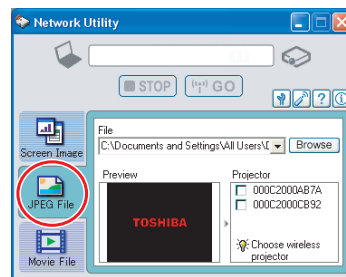 Network Utility
STOP
GO
?
Screen Image
JPEG File
Movie File
File
C:\Documents and Settings\All Users\
Browse
Preview
TOSHIBA
Projector
000C2000AB7A
000C2000CB92
Choose wireless
projector